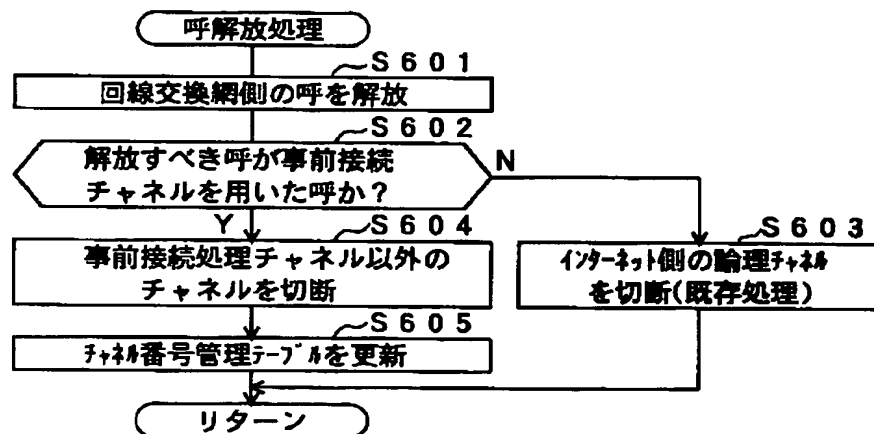 呼解放処理
S601
回線交換網側の呼を解放
S602
解放すべき呼が事前接続
チャネルを用いた呼か？
N
Y
S604
事前接続処理チャネル以外の
チャネルを切断
S603
インターネット側の論理チャネル
を切断(既存処理)
S605
チャネル番号管理テーブルを更新
リターン